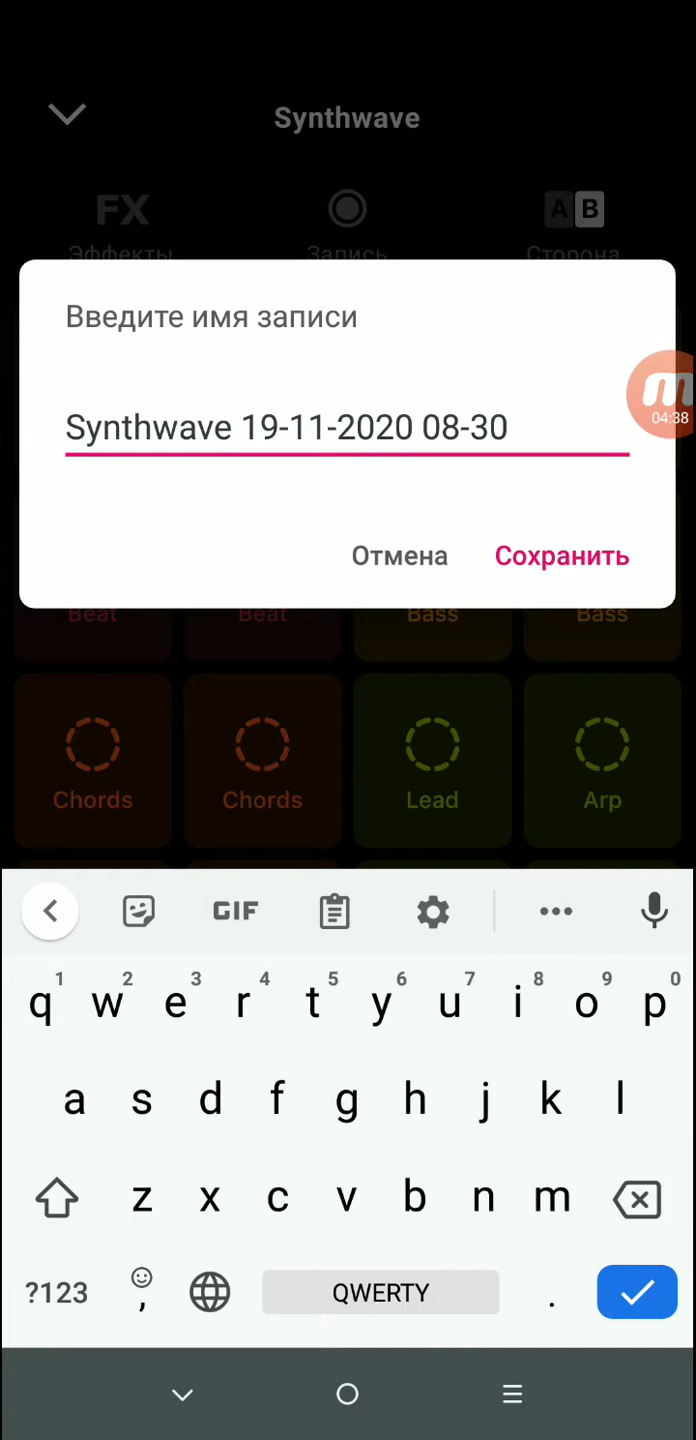 Synthwave
FX
A B
Эффекты
Запись
Сторона
Введите имя записи
Synthwave 19-11-2020 08-30
04:38
Отмена
Сохранить
Beat
Beat
Bass
Bass
Chords
Chords
Lead
Arp
GIF
1 2 3 4 5 6 7 8 9 0
q w e r t y u i o p
a s d f g h j k l
z x c v b n m
?123 , QWERTY .